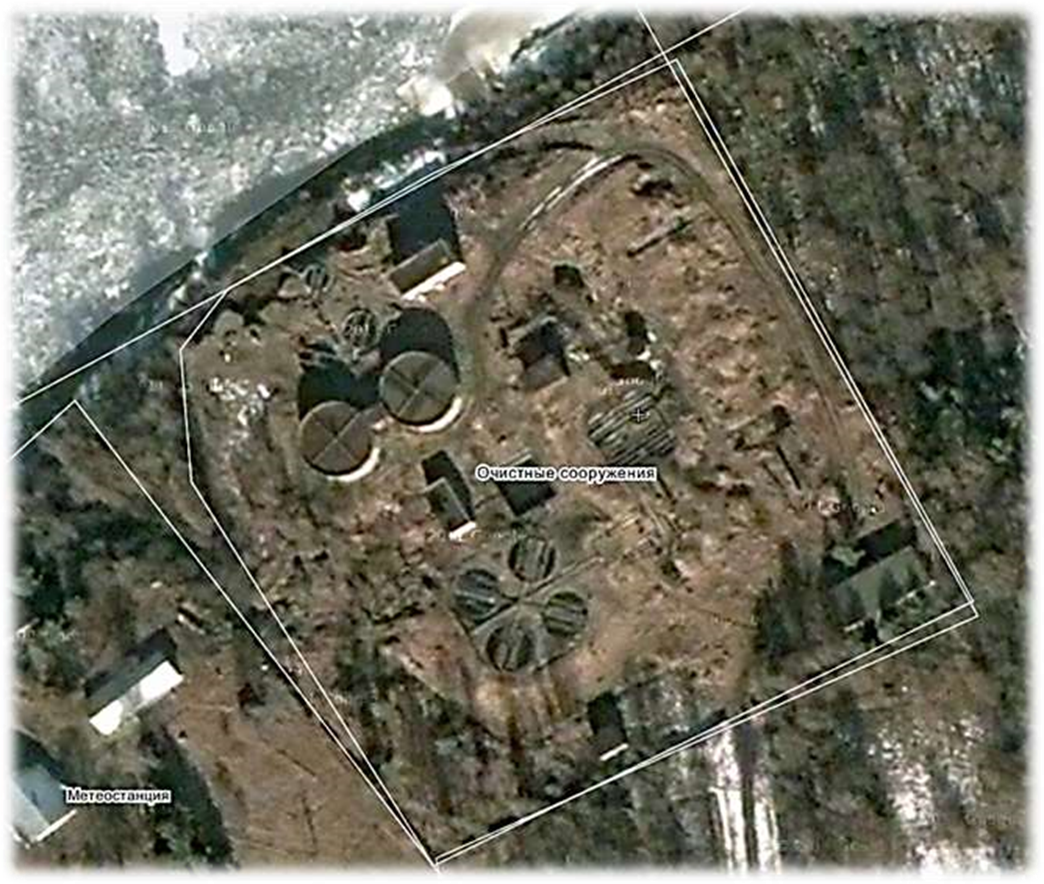 Очистные сооружения
Метеостанция